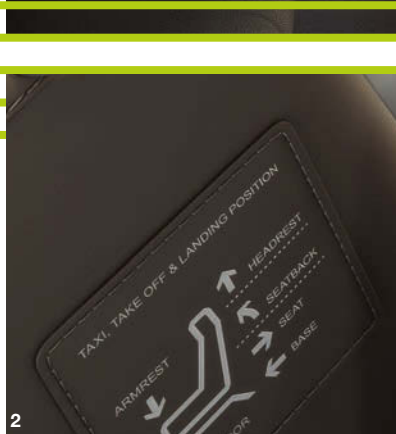 TAXI, TAKE OFF & LANDING POSITION
HEADREST
SEATBACK
SEAT
BASE
ARMREST
2